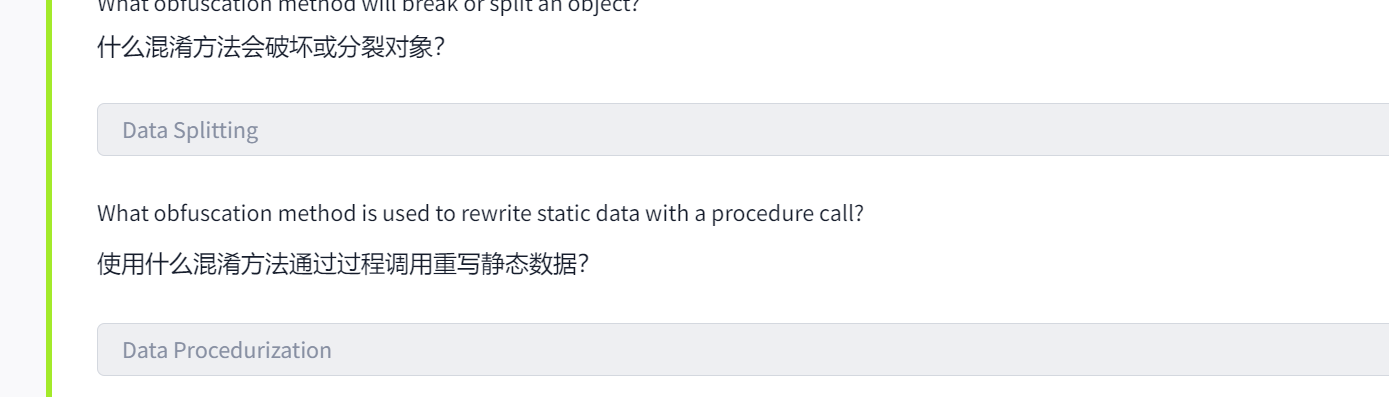 What obfuscation method will break or split an object?
什么混淆方法会破坏或分裂对象？
Data Splitting
What obfuscation method is used to rewrite static data with a procedure call?
使用什么混淆方法通过过程调用重写静态数据？
Data Procedurization